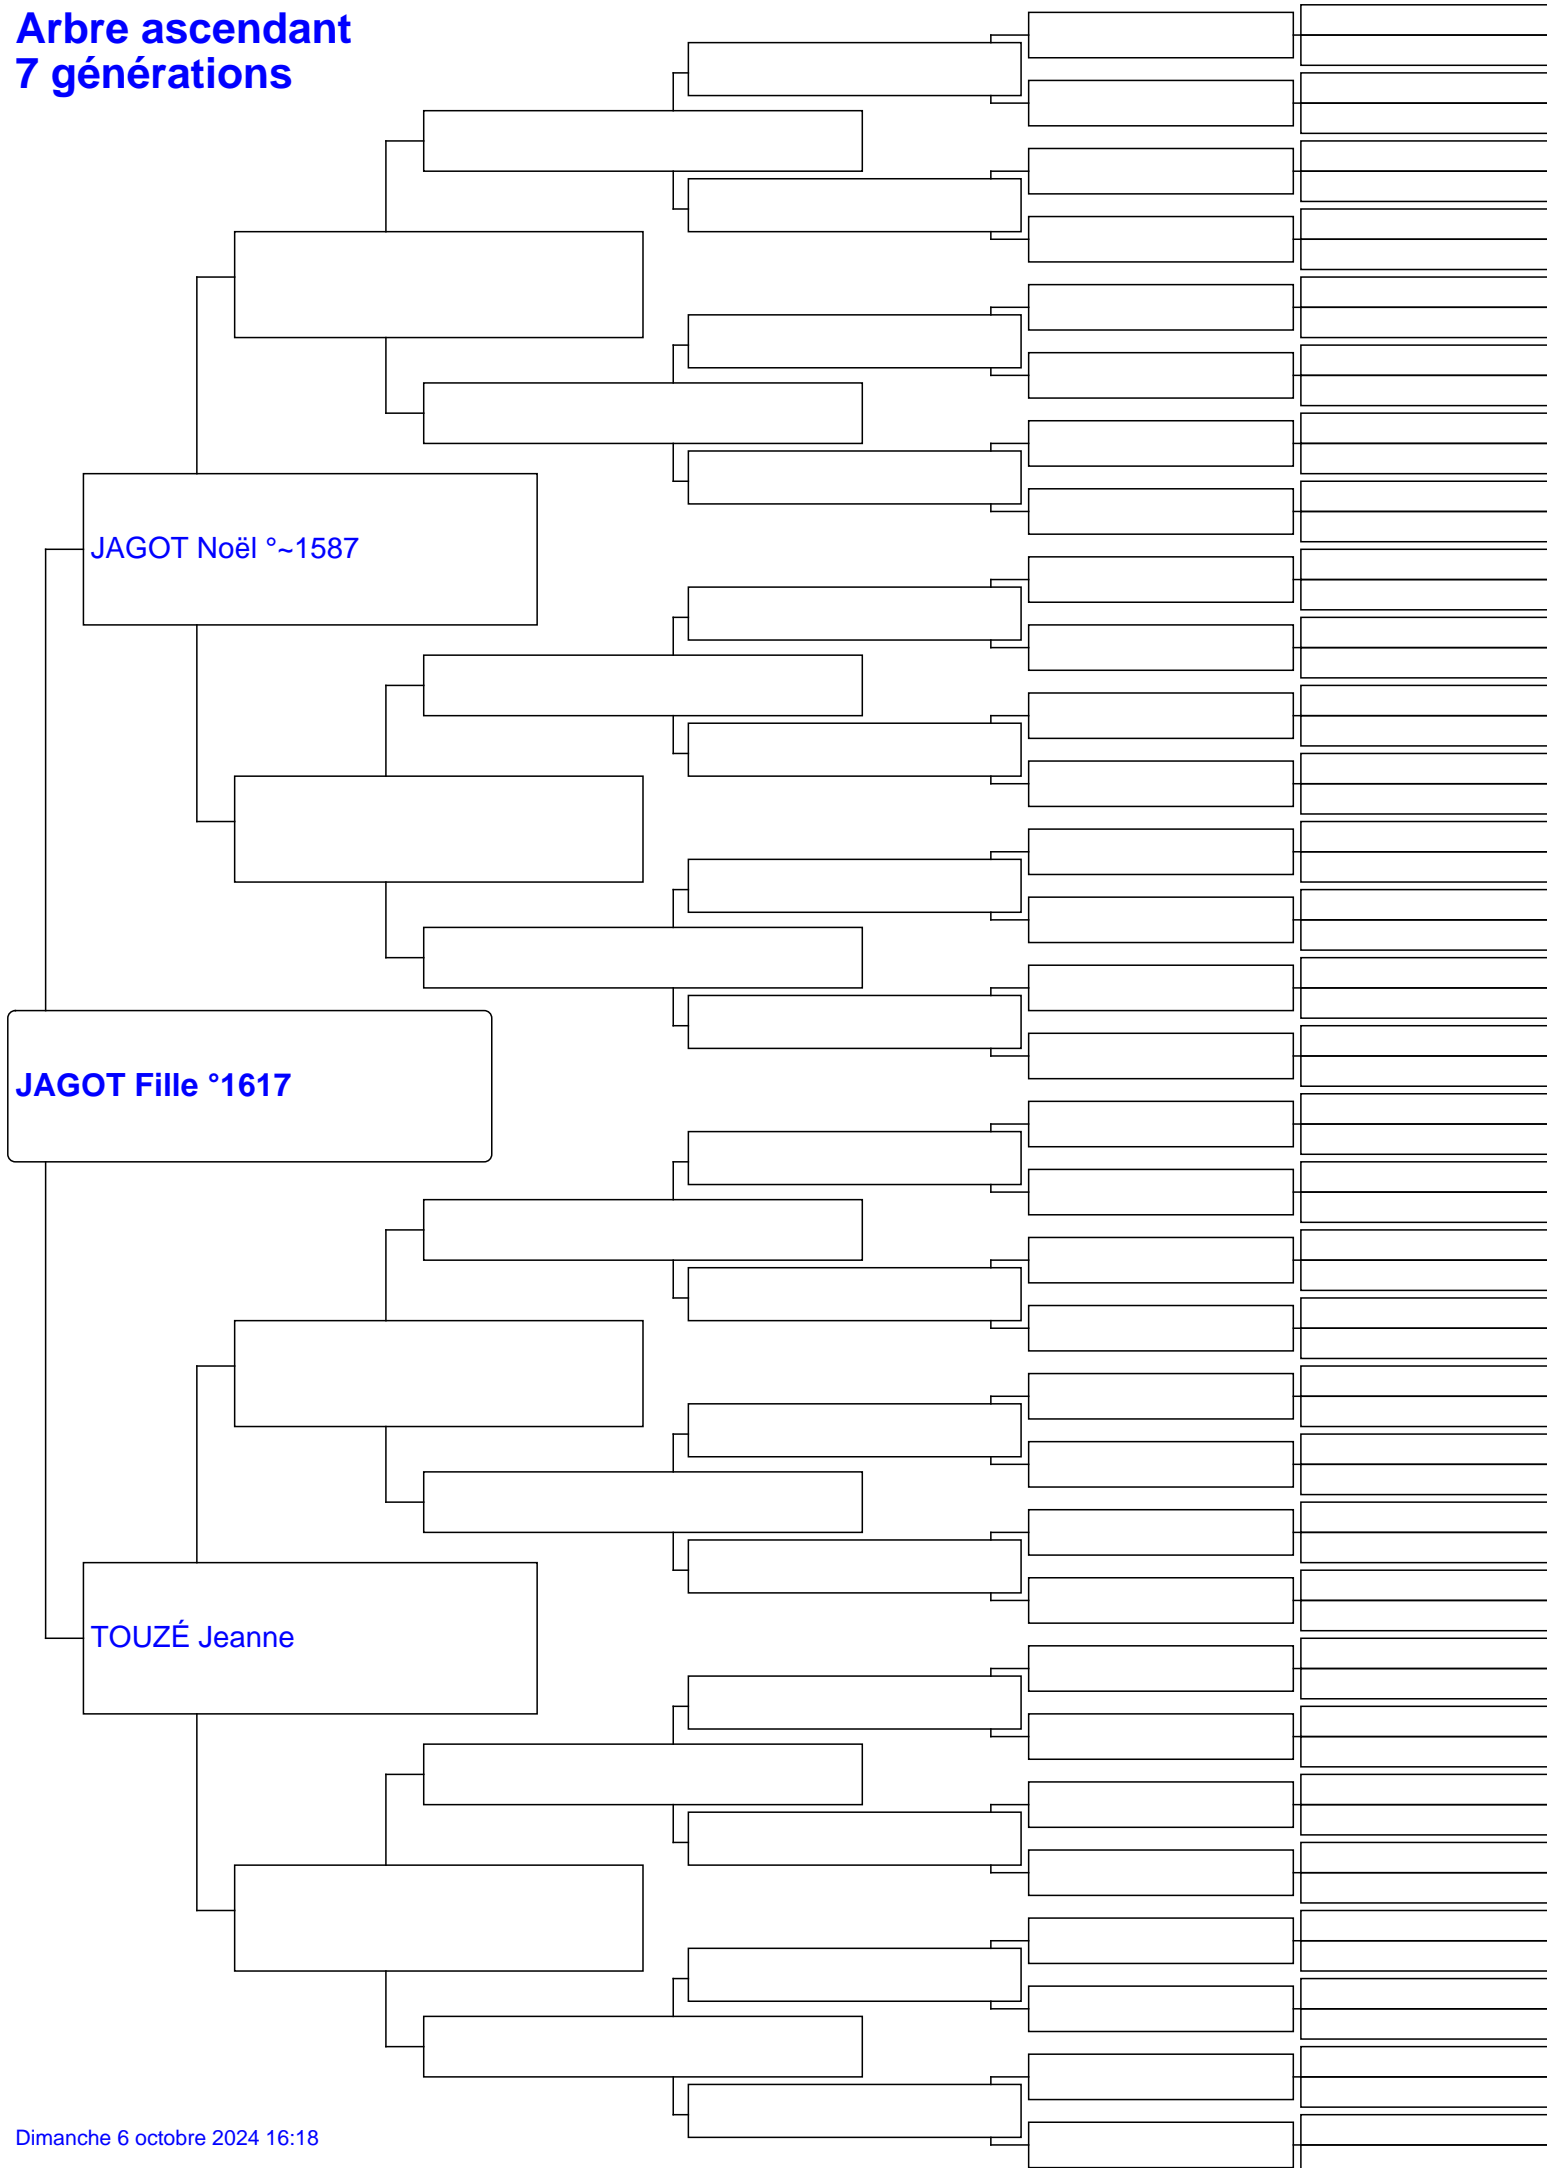 Arbre ascendant
7 générations
JAGOT Noël °~1587
JAGOT Fille °1617
TOUZÉ Jeanne
Dimanche 6 octobre 2024 16:18